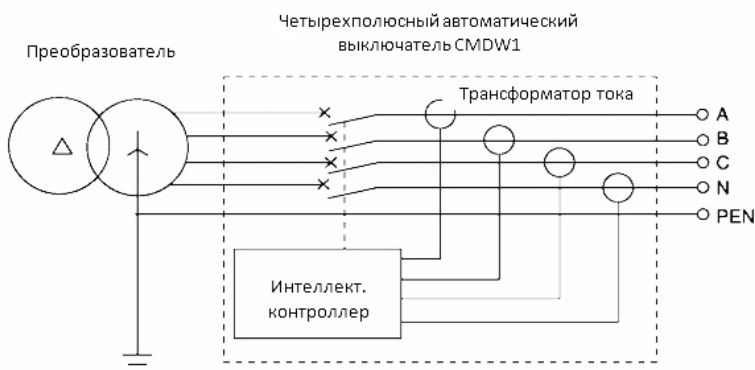 Четырехполюсный автоматический
выключатель CMDW1
Преобразователь
Трансформатор тока
A
B
C
N
PEN
Интеллект.
контроллер